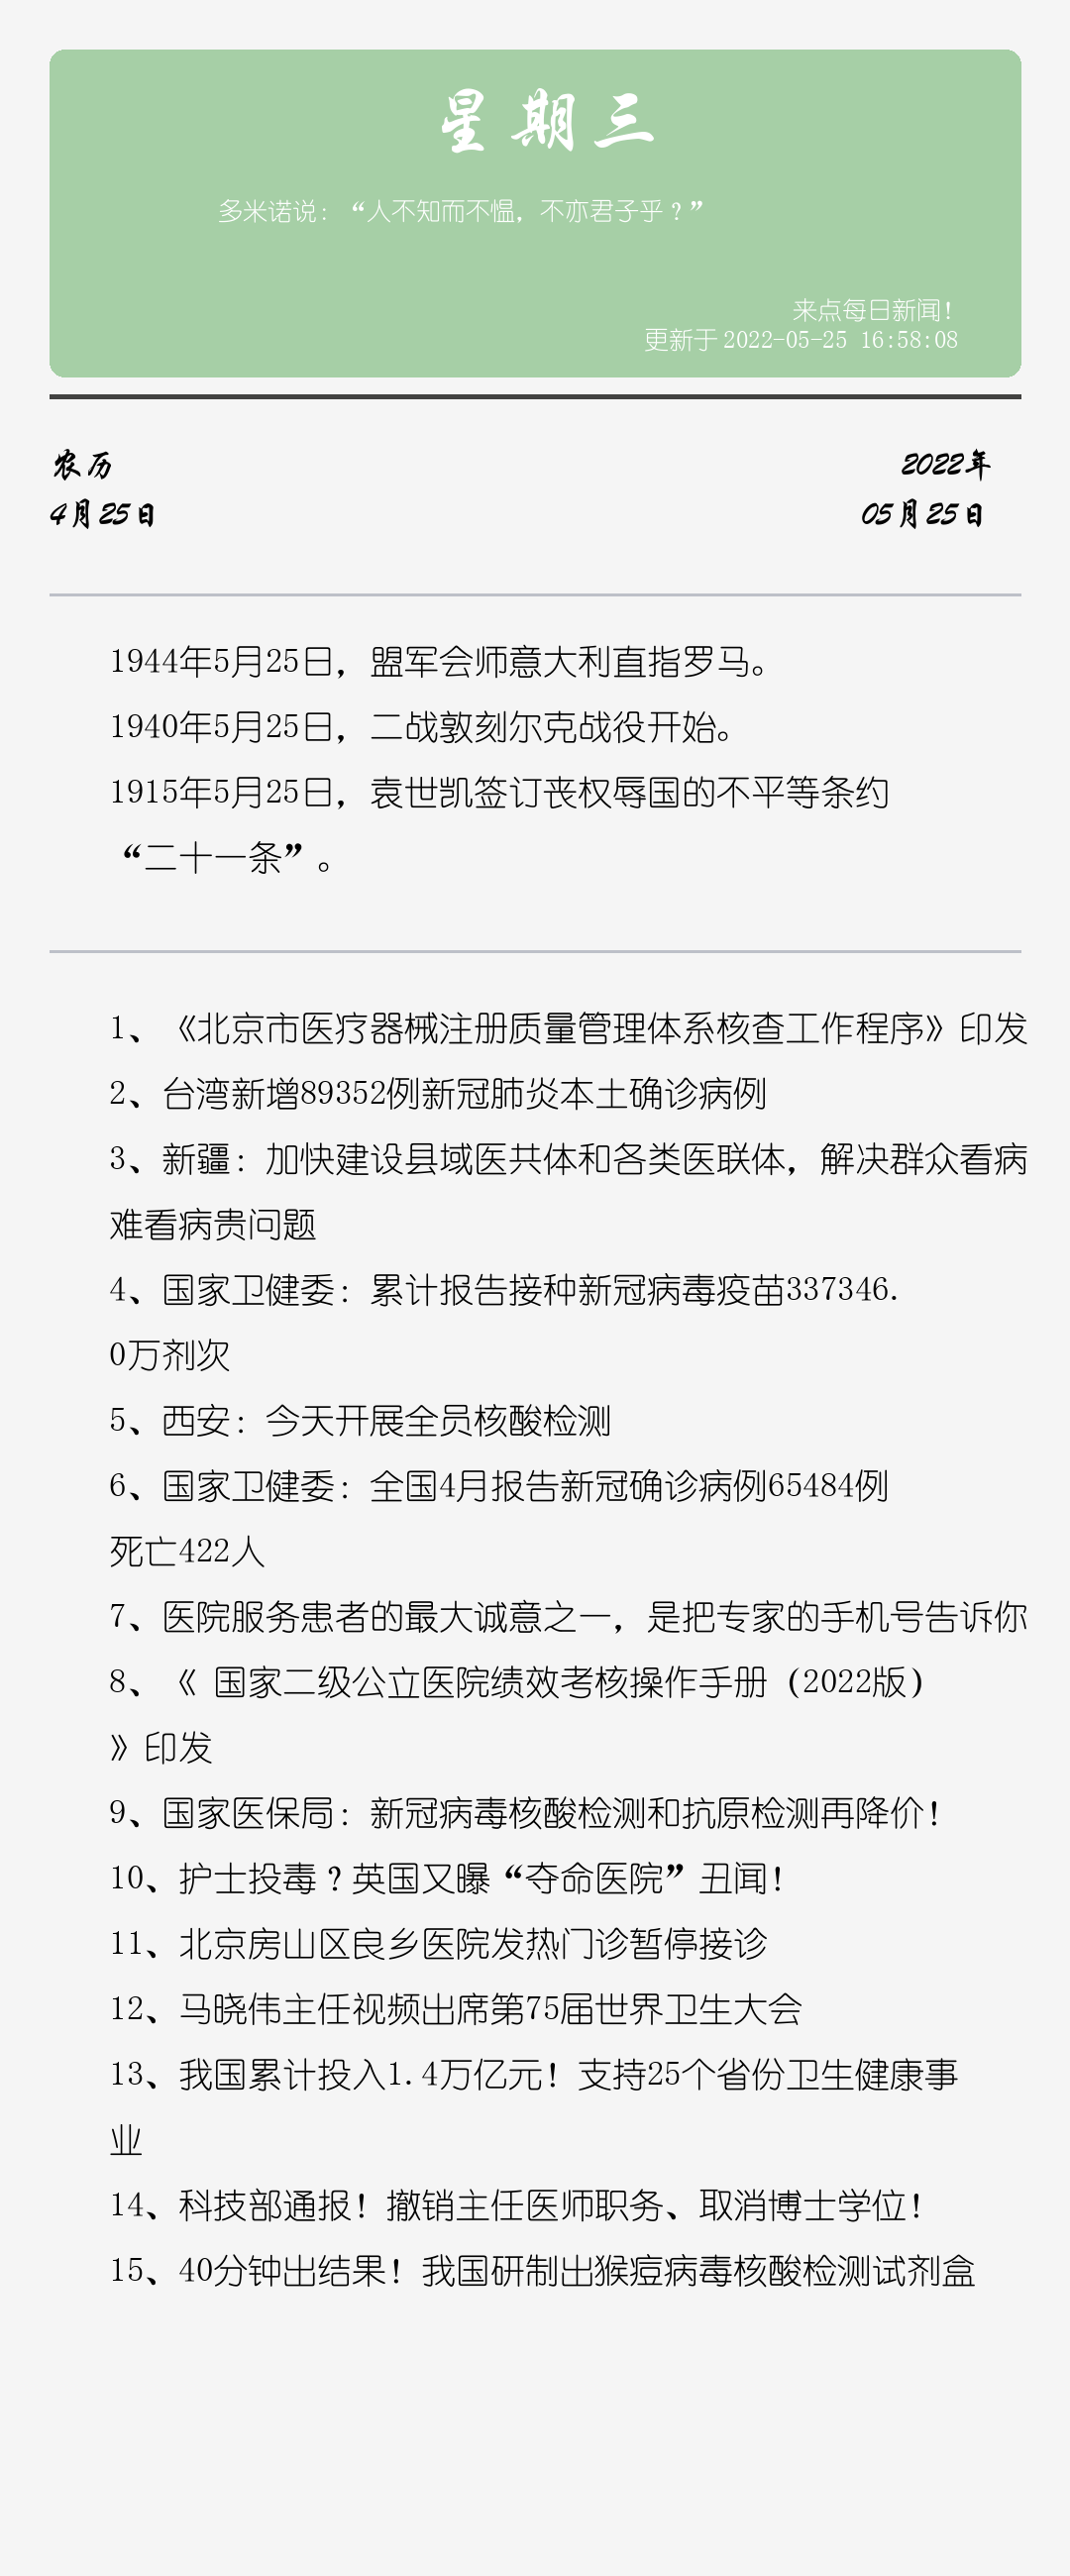 星期三
多米诺说：“人不知而不愠，不亦君子乎？”
来点每日新闻！
更新于 2022-05-25 16:58:08
农历
2022年
4月25日
05月25日
1944年5月25日，盟军会师意大利直指罗马。
1940年5月25日，二战敦刻尔克战役开始。
1915年5月25日，袁世凯签订丧权辱国的不平等条约
“二十一条”。
1、《北京市医疗器械注册质量管理体系核查工作程序》印发
2、台湾新增89352例新冠肺炎本土确诊病例
3、新疆：加快建设县域医共体和各类医联体，解决群众看病
难看病贵问题
4、国家卫健委：累计报告接种新冠病毒疫苗337346.
0万剂次
5、西安：今天开展全员核酸检测
6、国家卫健委：全国4月报告新冠确诊病例65484例
死亡422人
7、医院服务患者的最大诚意之一，是把专家的手机号告诉你
8、《 国家二级公立医院绩效考核操作手册（2022版）
》印发
9、国家医保局：新冠病毒核酸检测和抗原检测再降价！
10、护士投毒？英国又曝“夺命医院”丑闻！
11、北京房山区良乡医院发热门诊暂停接诊
12、马晓伟主任视频出席第75届世界卫生大会
13、我国累计投入1.4万亿元！支持25个省份卫生健康事
业
14、科技部通报！撤销主任医师职务、取消博士学位！
15、40分钟出结果！我国研制出猴痘病毒核酸检测试剂盒